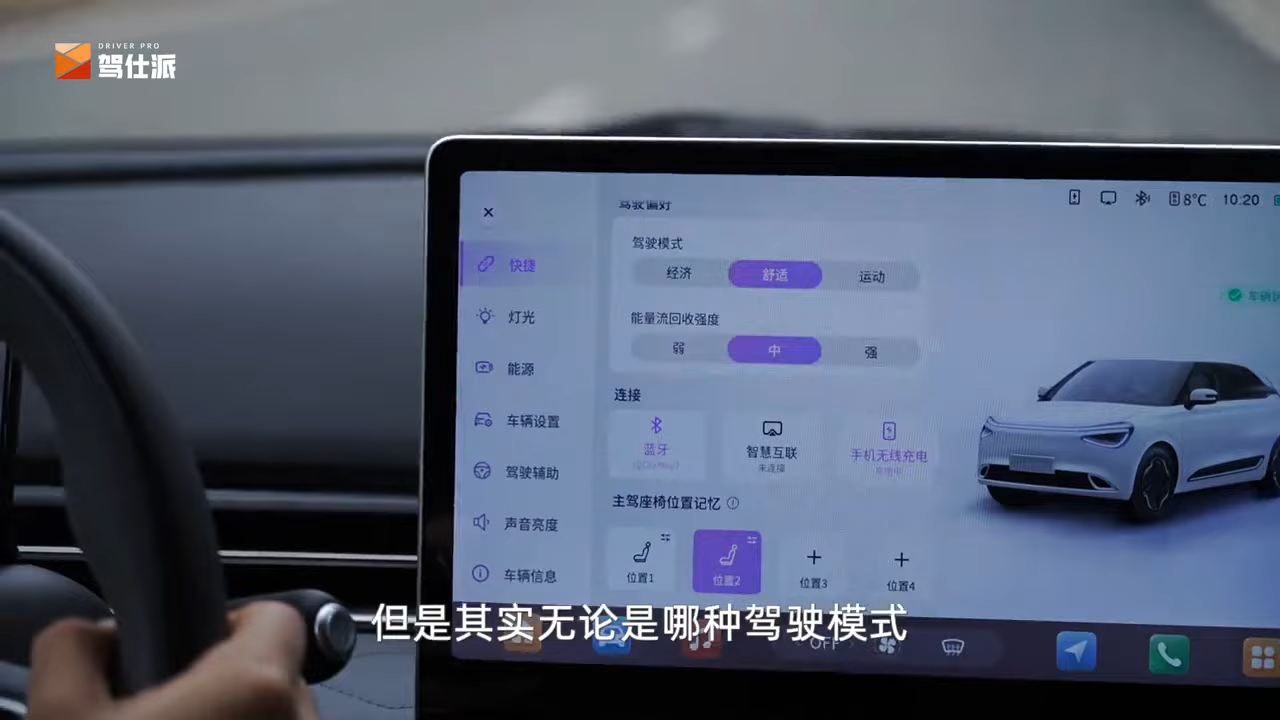 DRIVER PRO
驾仕派
8℃ 10:20
驾驶偏好
驾驶模式
经济 舒适 运动
能量流回收强度
弱 中 强
连接
蓝牙
智慧互联
未连接
手机无线充电
充电中
主驾座椅位置记忆
位置1 位置2 位置3 位置4
快捷
灯光
能源
车辆设置
驾驶辅助
声音亮度
车辆信息
车辆
OFF
但是其实无论是哪种驾驶模式